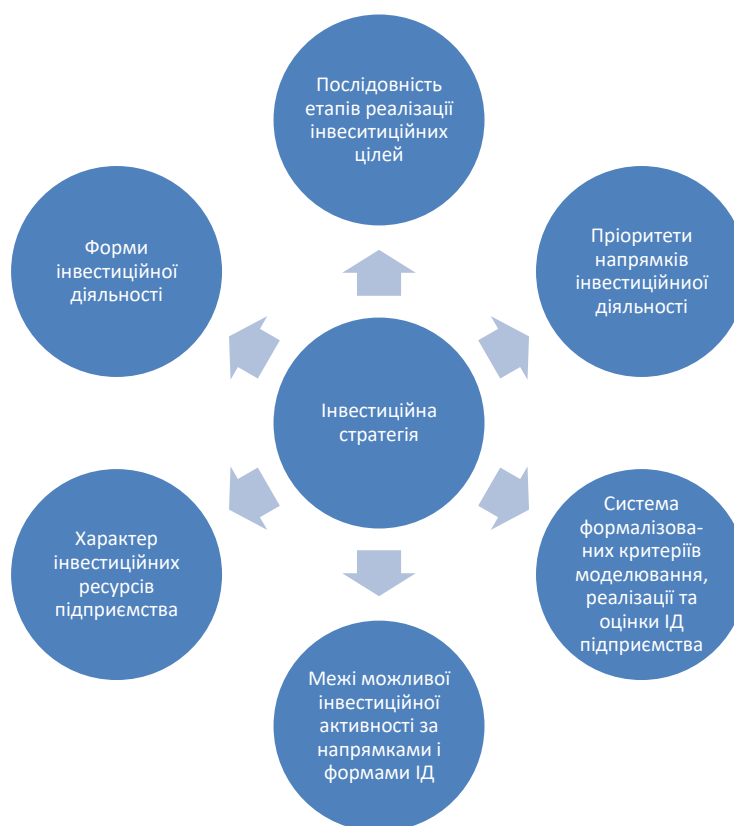 Послідовність
етапів реалізації
інвеситиційних
цілей
Форми
інвестиційної
діяльності
Пріоритети
напрямків
інвестиційниої
діяльності
Інвестиційна
стратегія
Характер
інвестиційних
ресурсів
підприємства
Система
формалізова-
них критеріїв
моделювання,
реалізації та
оцінки ІД
підприємства
Межі можливої
інвестиційної
активності за
напрямками і
формами ІД